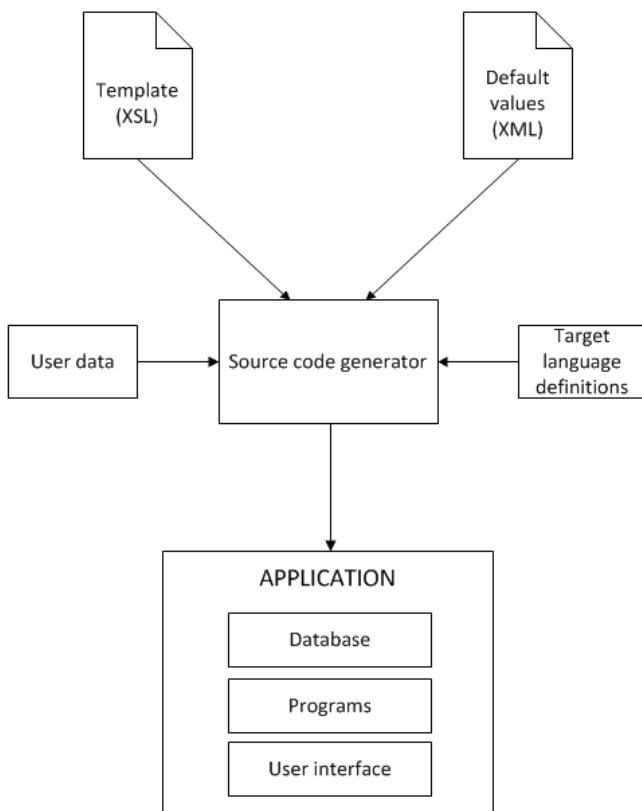 Template
(XSL)
Default
values
(XML)
User data
Source code generator
Target
language
definitions
APPLICATION
Database
Programs
User interface